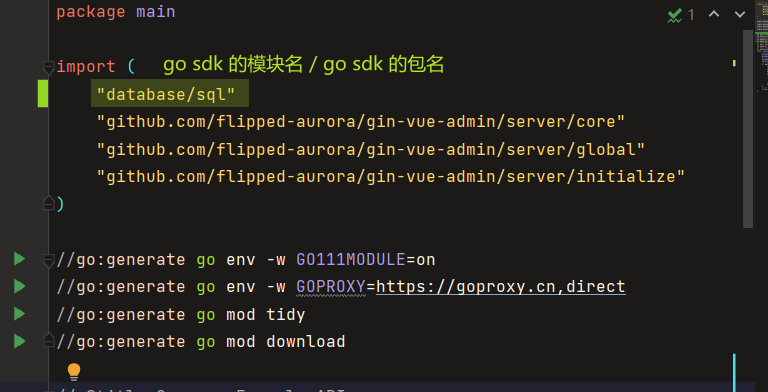 package main
1
import ( go sdk 的模块名 / go sdk 的包名
"database/sql"
"github.com/flipped-aurora/gin-vue-admin/server/core"
"github.com/flipped-aurora/gin-vue-admin/server/global"
"github.com/flipped-aurora/gin-vue-admin/server/initialize"
)
//go:generate go env -w GO111MODULE=on
//go:generate go env -w GOPROXY=https://goproxy.cn,direct
//go:generate go mod tidy
//go:generate go mod download